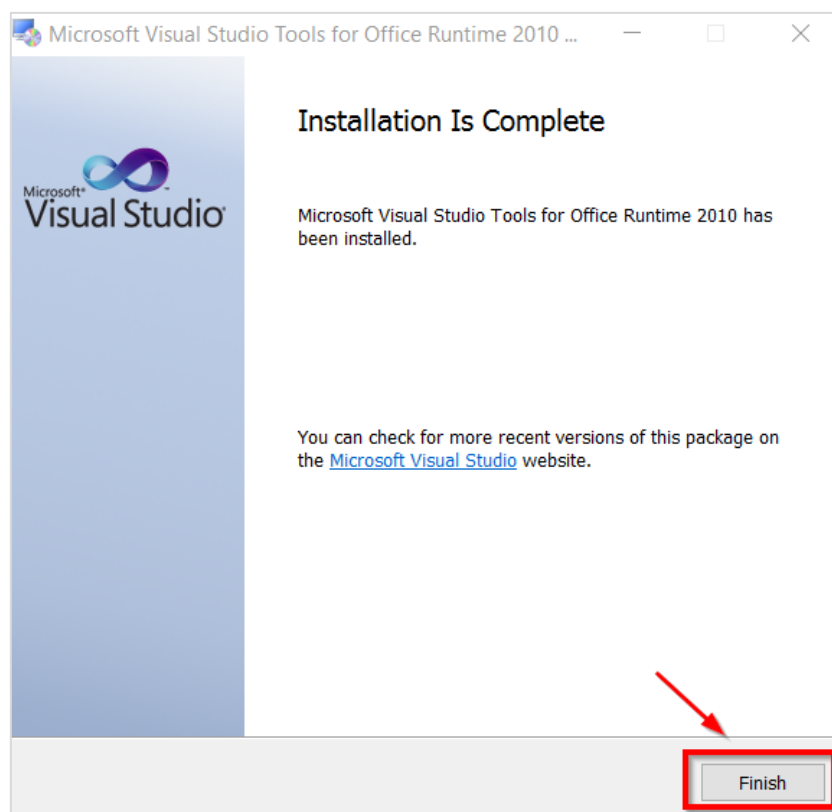 Microsoft Visual Studio Tools for Office Runtime 2010 ...
Installation Is Complete
Microsoft®
Visual Studio®
Microsoft Visual Studio Tools for Office Runtime 2010 has
been installed.
You can check for more recent versions of this package on
the Microsoft Visual Studio website.
Finish